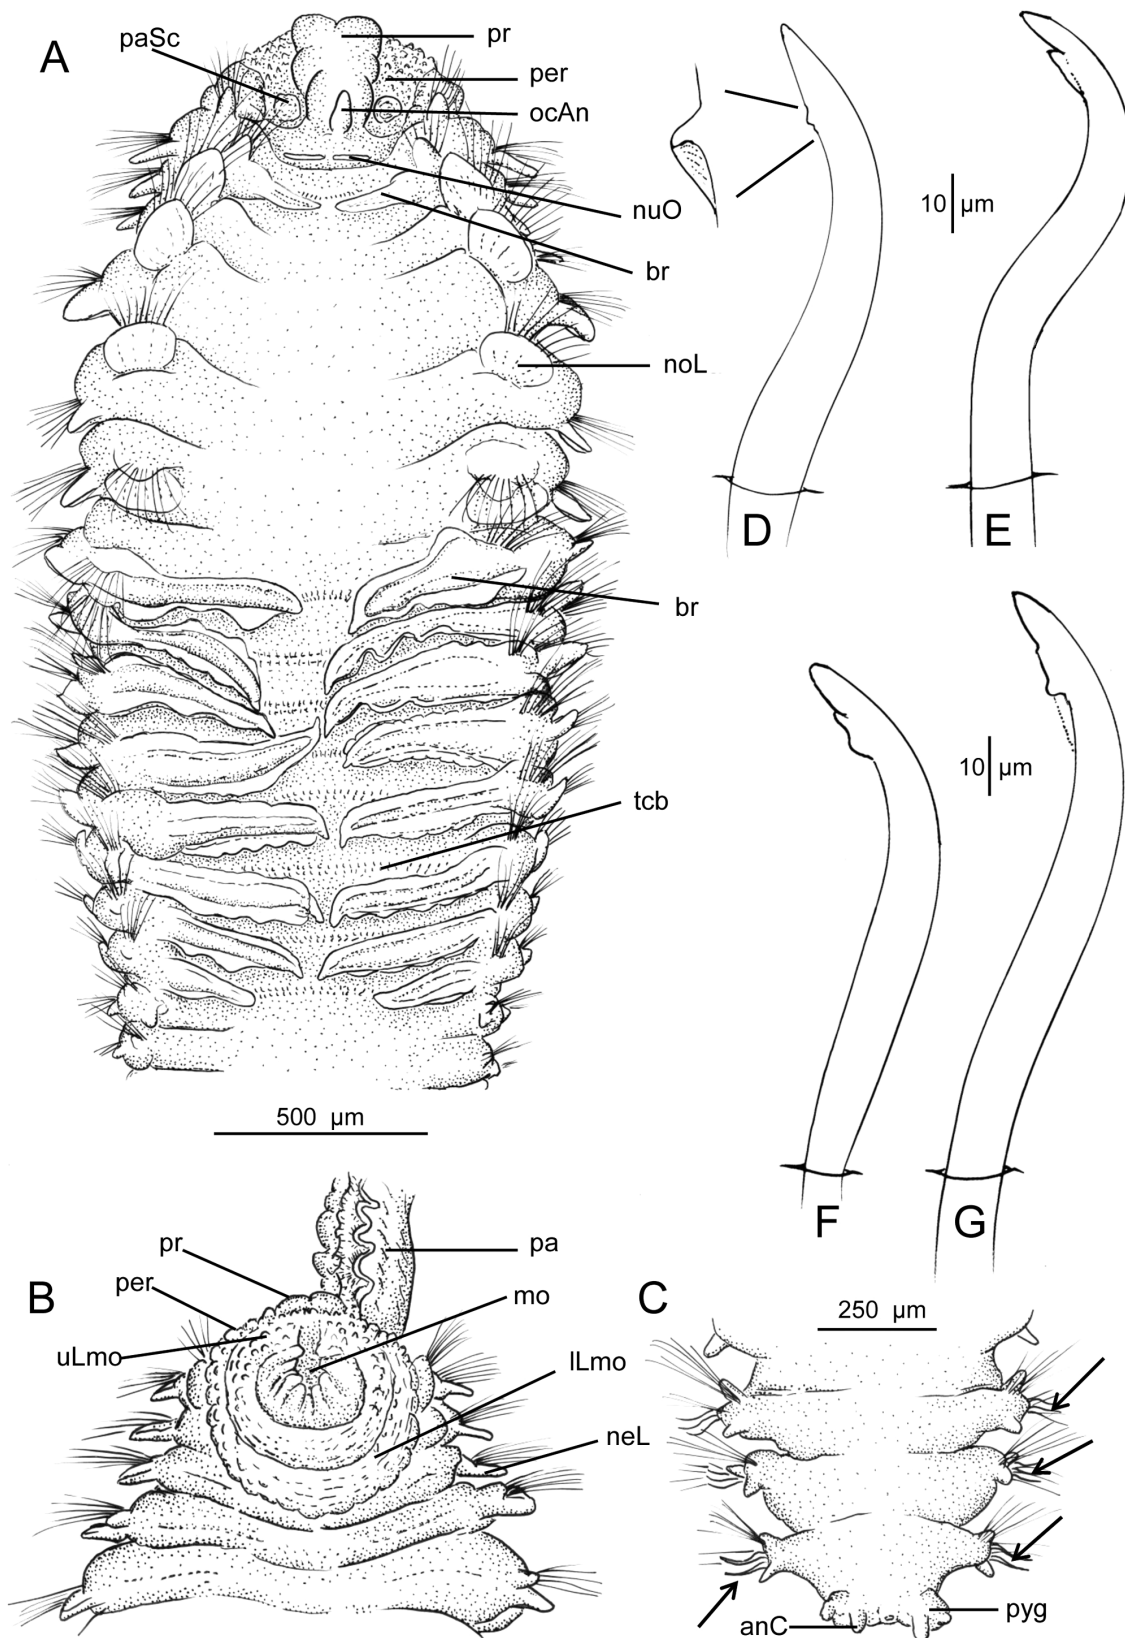 A
paSc
pr
per
ocAn
nuO
br
noL
br
tcb
500 µm
D
10 µm
E
F
10 µm
G
B
pr
per
uLmo
pa
mo
lLmo
neL
C
250 µm
anC
pyg